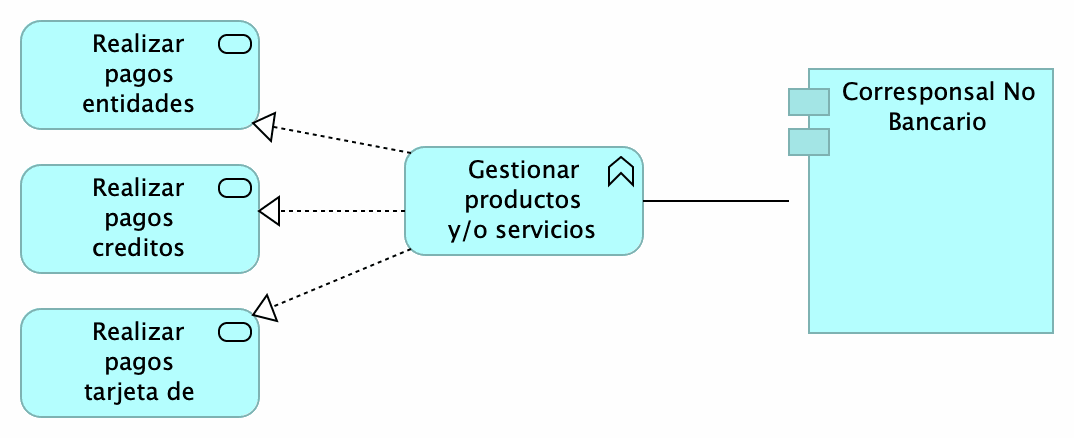 Realizar
pagos
entidades
Realizar
pagos
creditos
Realizar
pagos
tarjeta de
Gestionar
productos
y/o servicios
Corresponsal No
Bancario